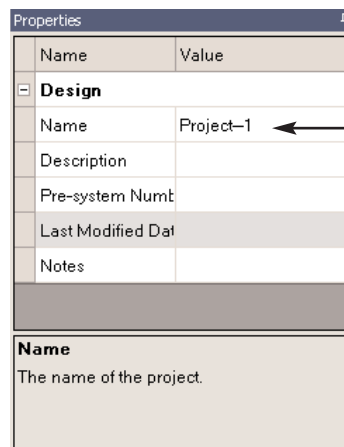 Properties
Name Value
Design
Name Project–1
Description
Pre-system Numb
Last Modified Dat
Notes
Name
The name of the project.